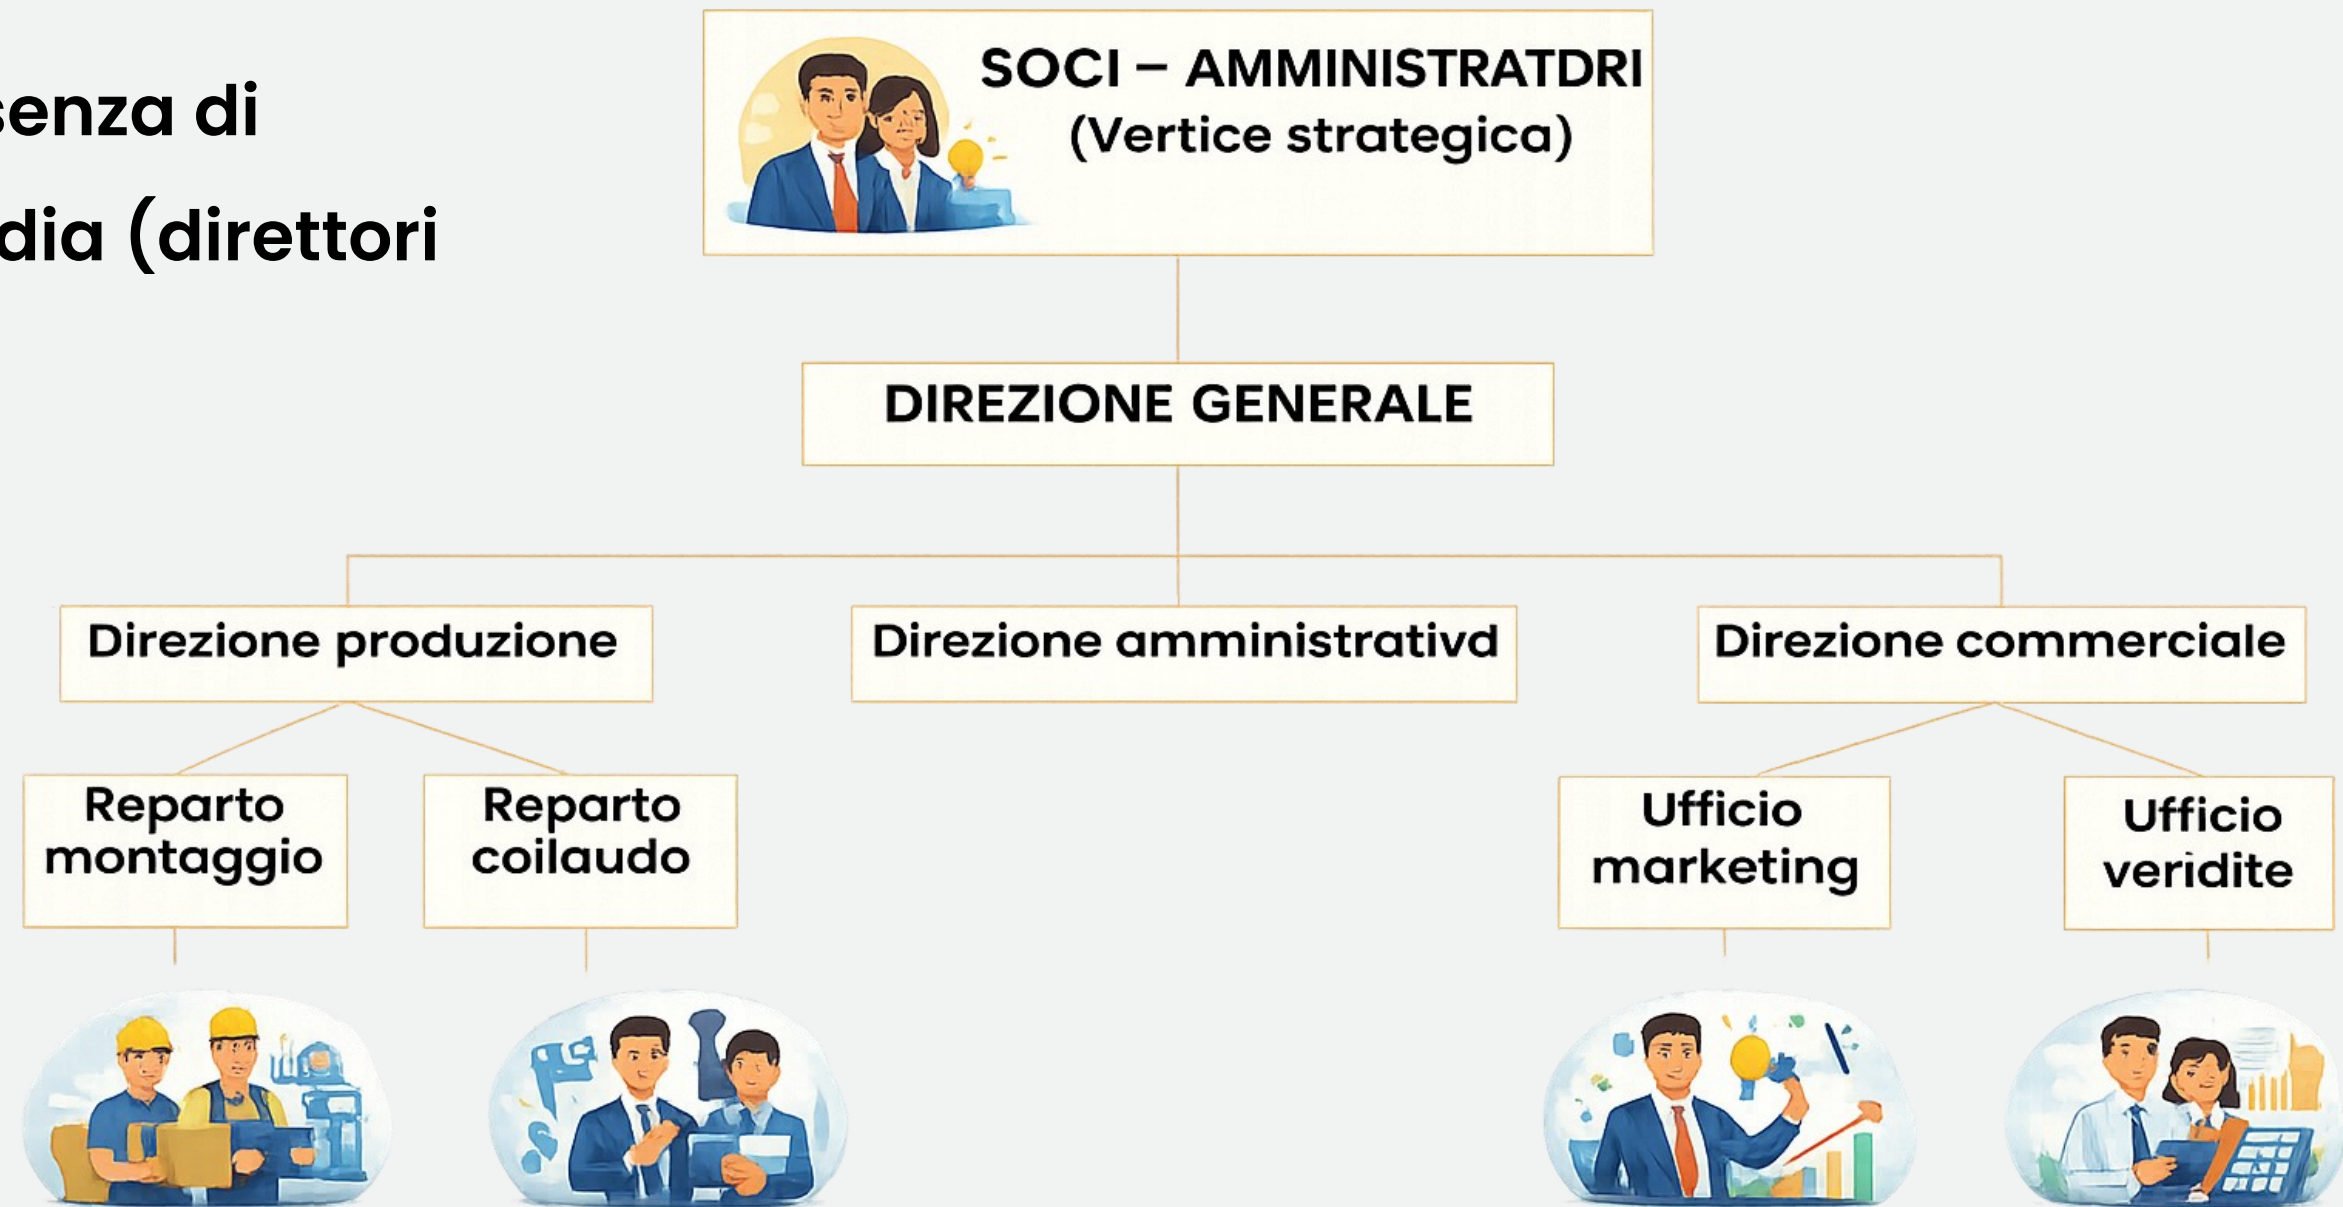 senza di
dia (direttori
SOCI – AMMINISTRATDRI
(Vertice strategica)
DIREZIONE GENERALE
Direzione produzione
Direzione amministrativd
Direzione commerciale
Reparto
montaggio
Reparto
coilaudo
Ufficio
marketing
Ufficio
veridite